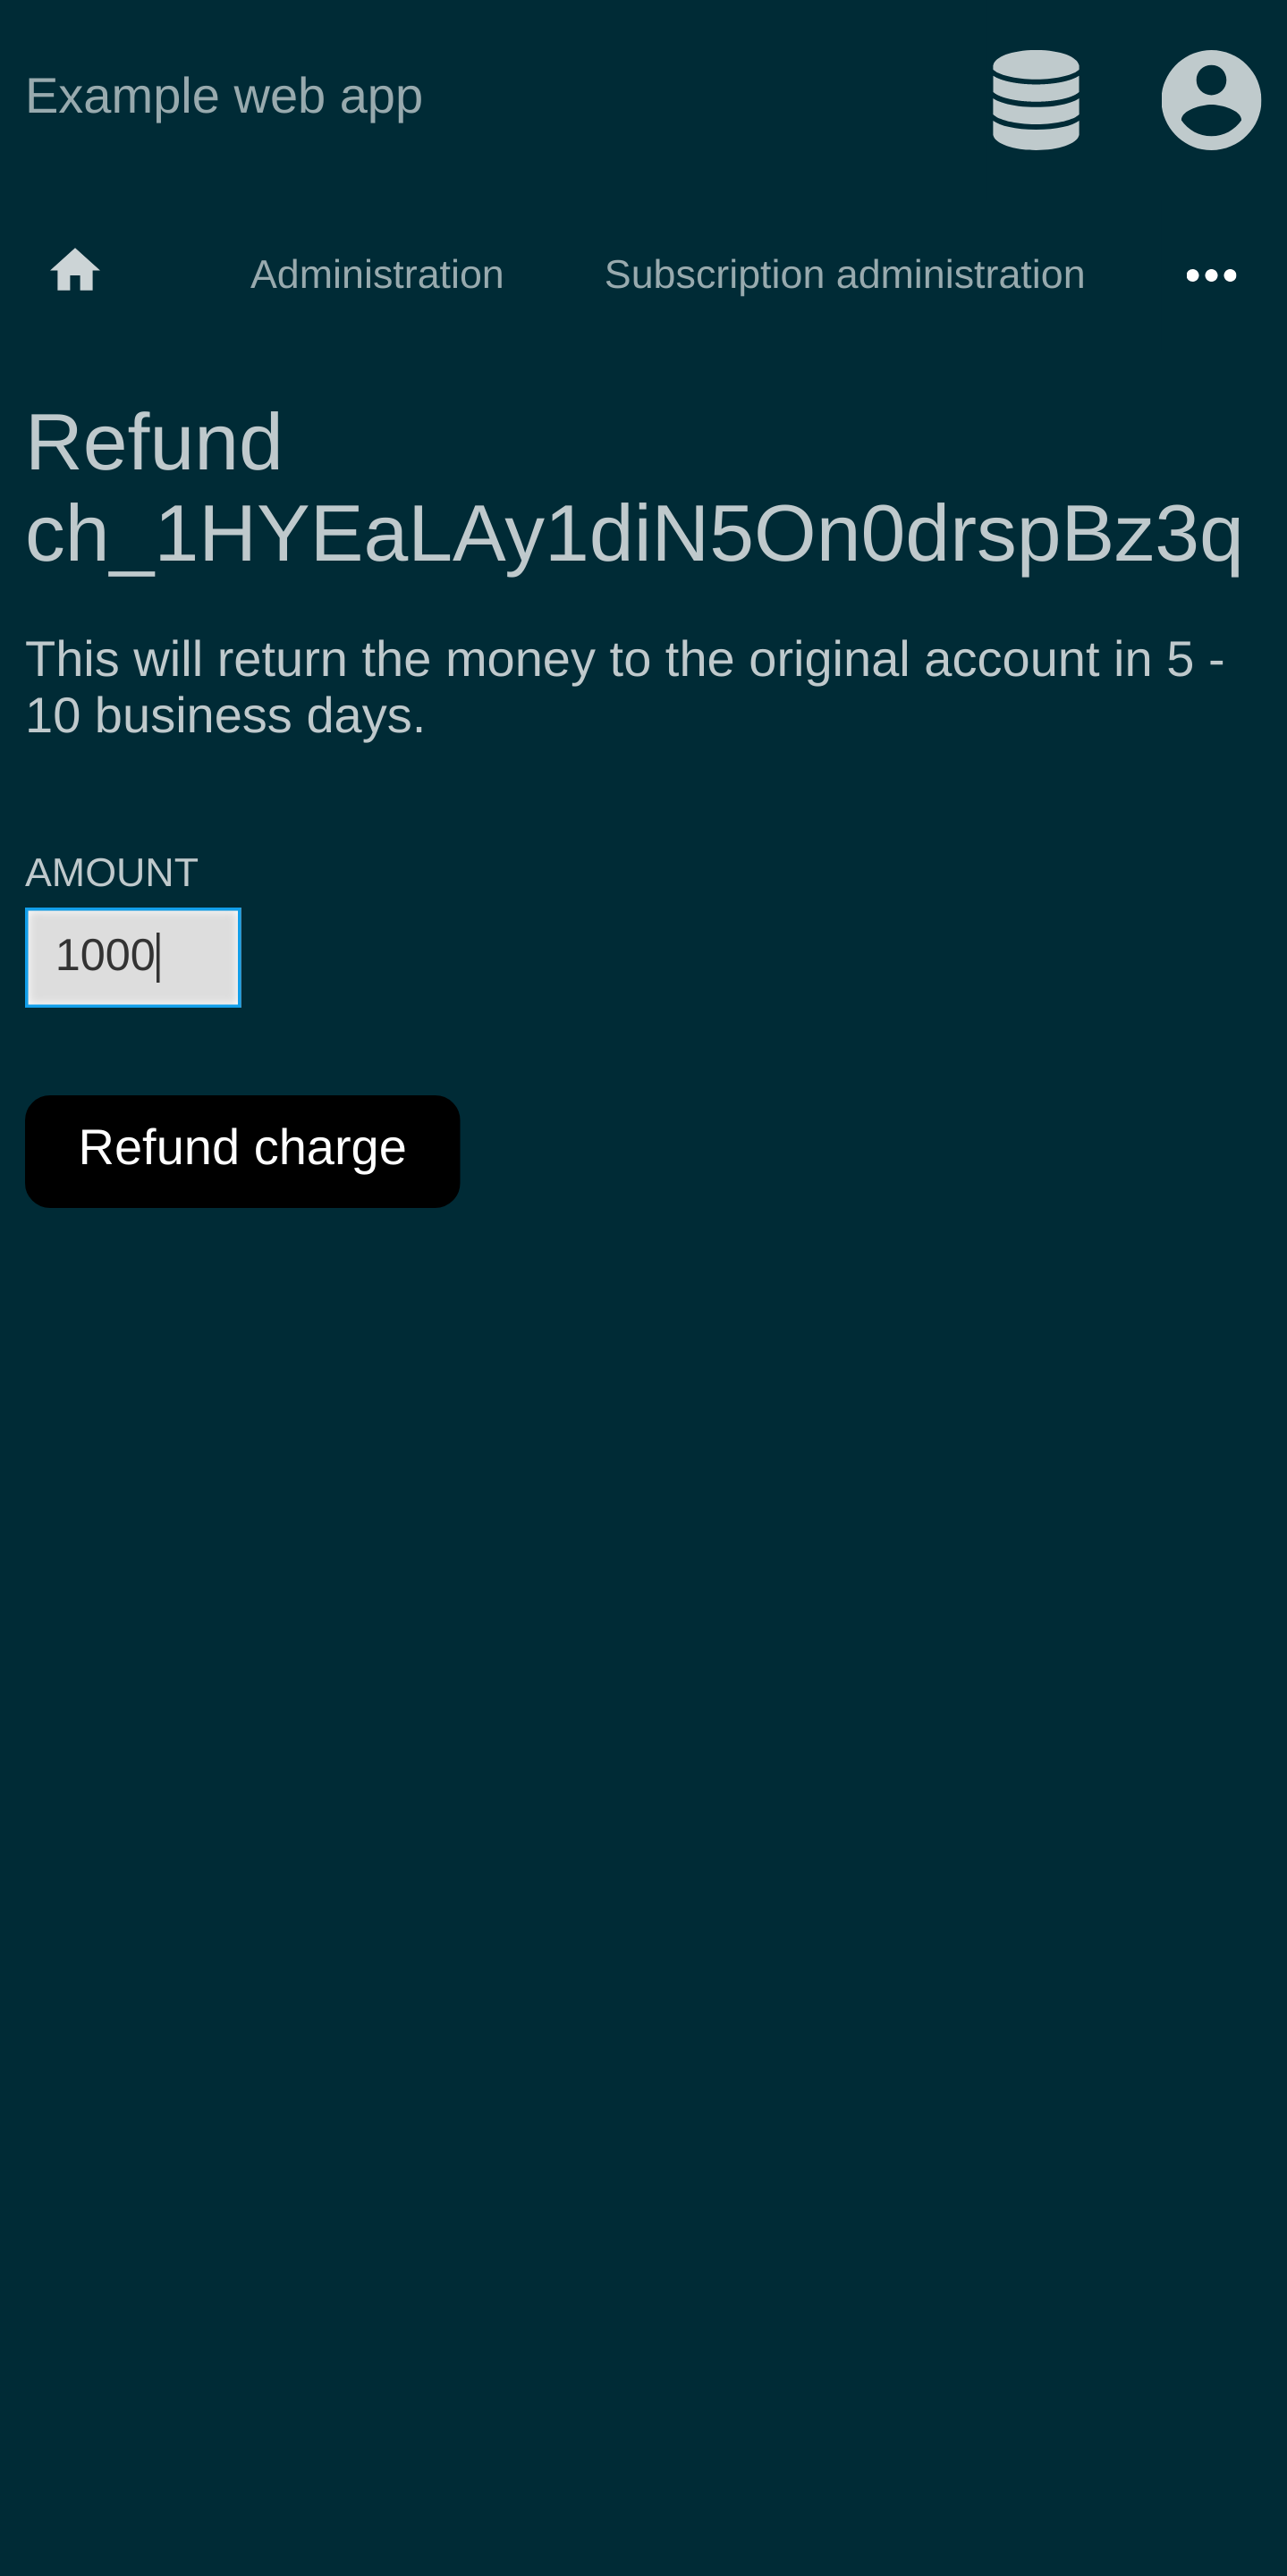 Example web app
Administration
Subscription administration
Refund
ch_1HYEaLAy1diN5On0drspBz3q
This will return the money to the original account in 5 -
10 business days.
AMOUNT
1000
Refund charge